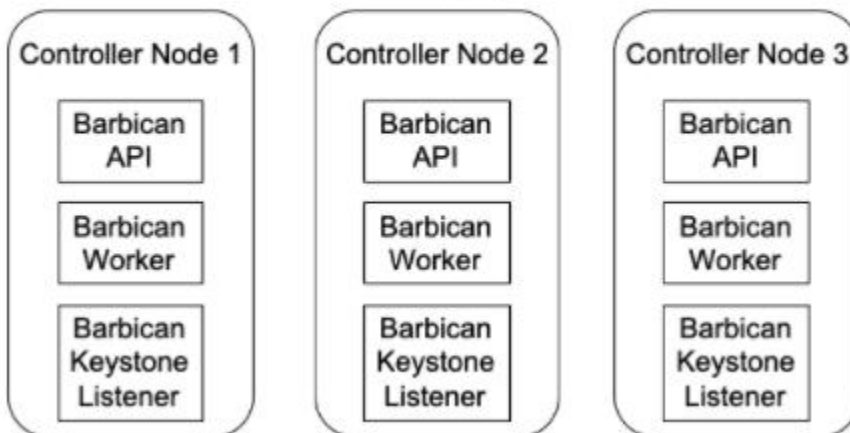 Controller Node 1
Barbican
API
Barbican
Worker
Barbican
Keystone
Listener
Controller Node 2
Barbican
API
Barbican
Worker
Barbican
Keystone
Listener
Controller Node 3
Barbican
API
Barbican
Worker
Barbican
Keystone
Listener